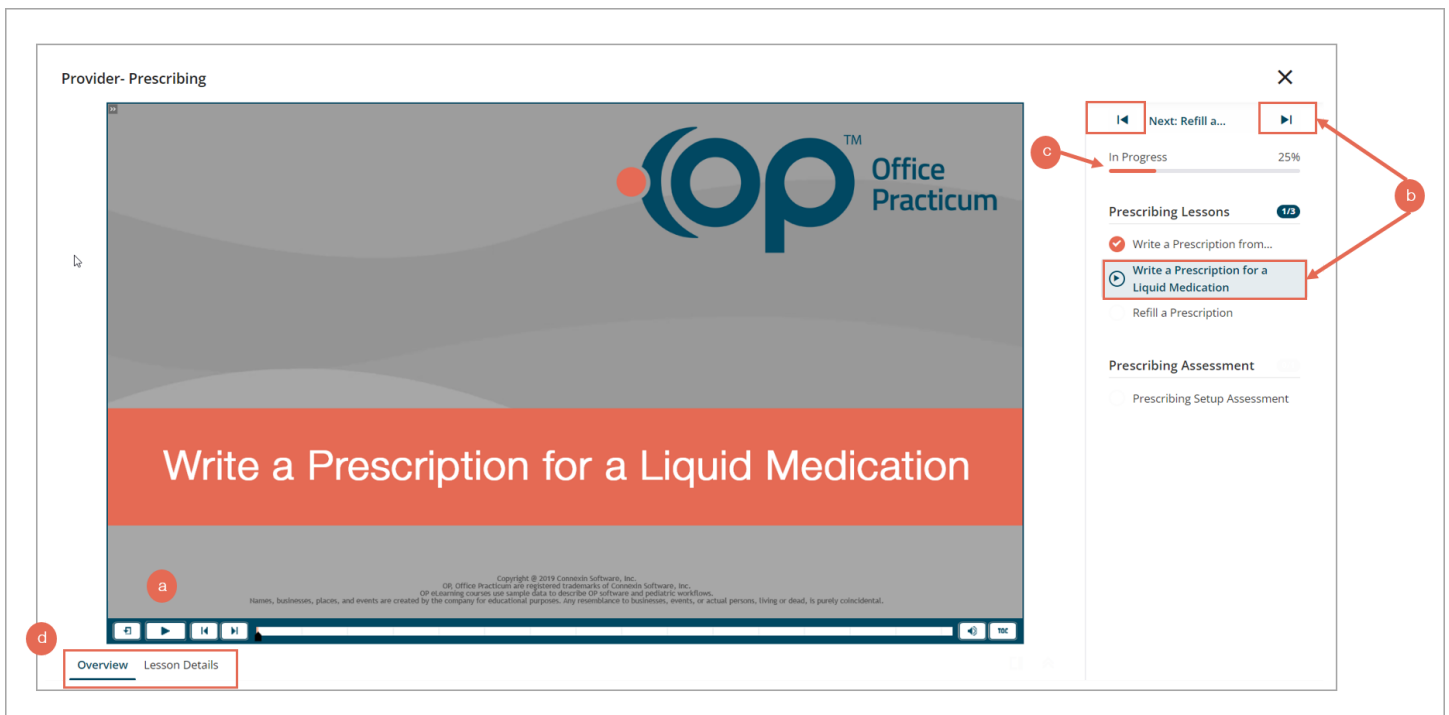 Provider- Prescribing
TM
Office
Practicum
Write a Prescription for a Liquid Medication
a
Copyright @ 2019 Connexin Software, Inc.
OP, Office Practicum are registered trademarks of Connexin Software, Inc.
OP eLearning courses use sample data to describe OP software and pediatric workflows.
Names, businesses, places, and events are created by the company for educational purposes. Any resemblance to businesses, events, or actual persons, living or dead, is purely coincidental.
TOC
d
Overview Lesson Details
Next: Refill a...
c
In Progress 25%
b
Prescribing Lessons 1/3
Write a Prescription from...
Write a Prescription for a
Liquid Medication
Refill a Prescription
Prescribing Assessment
Prescribing Setup Assessment